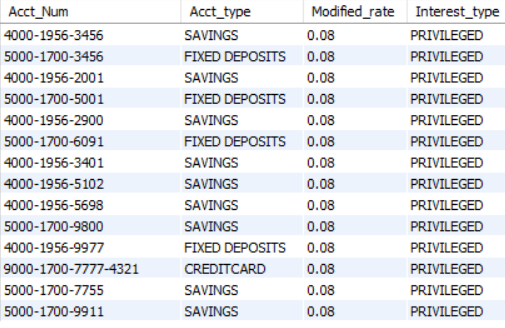 Acct_Num Acct_type Modified_rate Interest_type
4000-1956-3456 SAVINGS 0.08 PRIVILEGED
5000-1700-3456 FIXED DEPOSITS 0.08 PRIVILEGED
4000-1956-2001 SAVINGS 0.08 PRIVILEGED
5000-1700-5001 FIXED DEPOSITS 0.08 PRIVILEGED
4000-1956-2900 SAVINGS 0.08 PRIVILEGED
5000-1700-6091 FIXED DEPOSITS 0.08 PRIVILEGED
4000-1956-3401 SAVINGS 0.08 PRIVILEGED
4000-1956-5102 SAVINGS 0.08 PRIVILEGED
4000-1956-5698 SAVINGS 0.08 PRIVILEGED
5000-1700-9800 SAVINGS 0.08 PRIVILEGED
4000-1956-9977 FIXED DEPOSITS 0.08 PRIVILEGED
9000-1700-7777-4321 CREDITCARD 0.08 PRIVILEGED
5000-1700-7755 SAVINGS 0.08 PRIVILEGED
5000-1700-9911 SAVINGS 0.08 PRIVILEGED